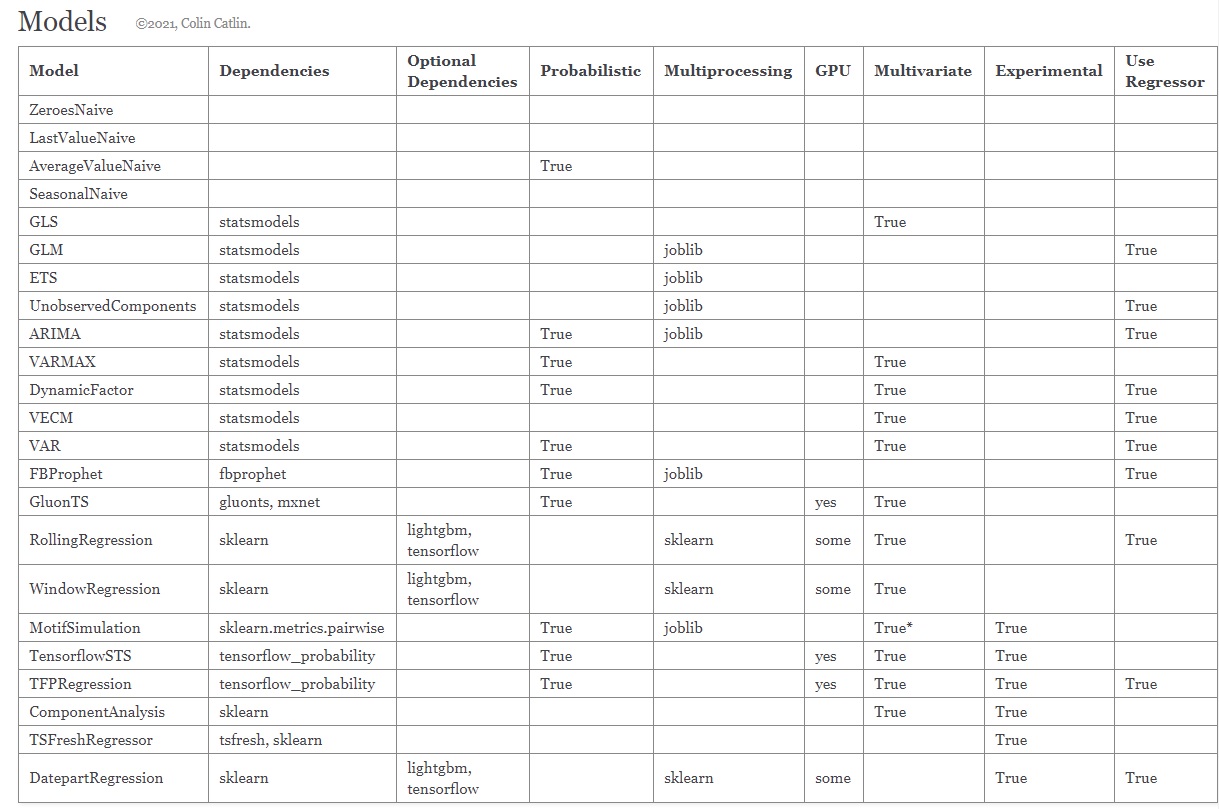 Models ©2021, Colin Catlin.
Model Dependencies Optional Dependencies Probabilistic Multiprocessing GPU Multivariate Experimental Use Regressor
ZeroesNaive
LastValueNaive
AverageValueNaive True
SeasonalNaive
GLS statsmodels True
GLM statsmodels joblib True
ETS statsmodels joblib
UnobservedComponents statsmodels joblib True
ARIMA statsmodels True joblib True
VARMAX statsmodels True True
DynamicFactor statsmodels True True True
VECM statsmodels True True
VAR statsmodels True True True
FBProphet fbprophet True joblib True
GluonTS gluonts, mxnet True yes True
RollingRegression sklearn lightgbm, tensorflow sklearn some True True
WindowRegression sklearn lightgbm, tensorflow sklearn some True
MotifSimulation sklearn.metrics.pairwise True joblib True* True
TensorflowSTS tensorflow_probability True yes True True
TFPRegression tensorflow_probability True yes True True True
ComponentAnalysis sklearn True True
TSFreshRegressor tsfresh, sklearn True
DatepartRegression sklearn lightgbm, tensorflow sklearn some True True